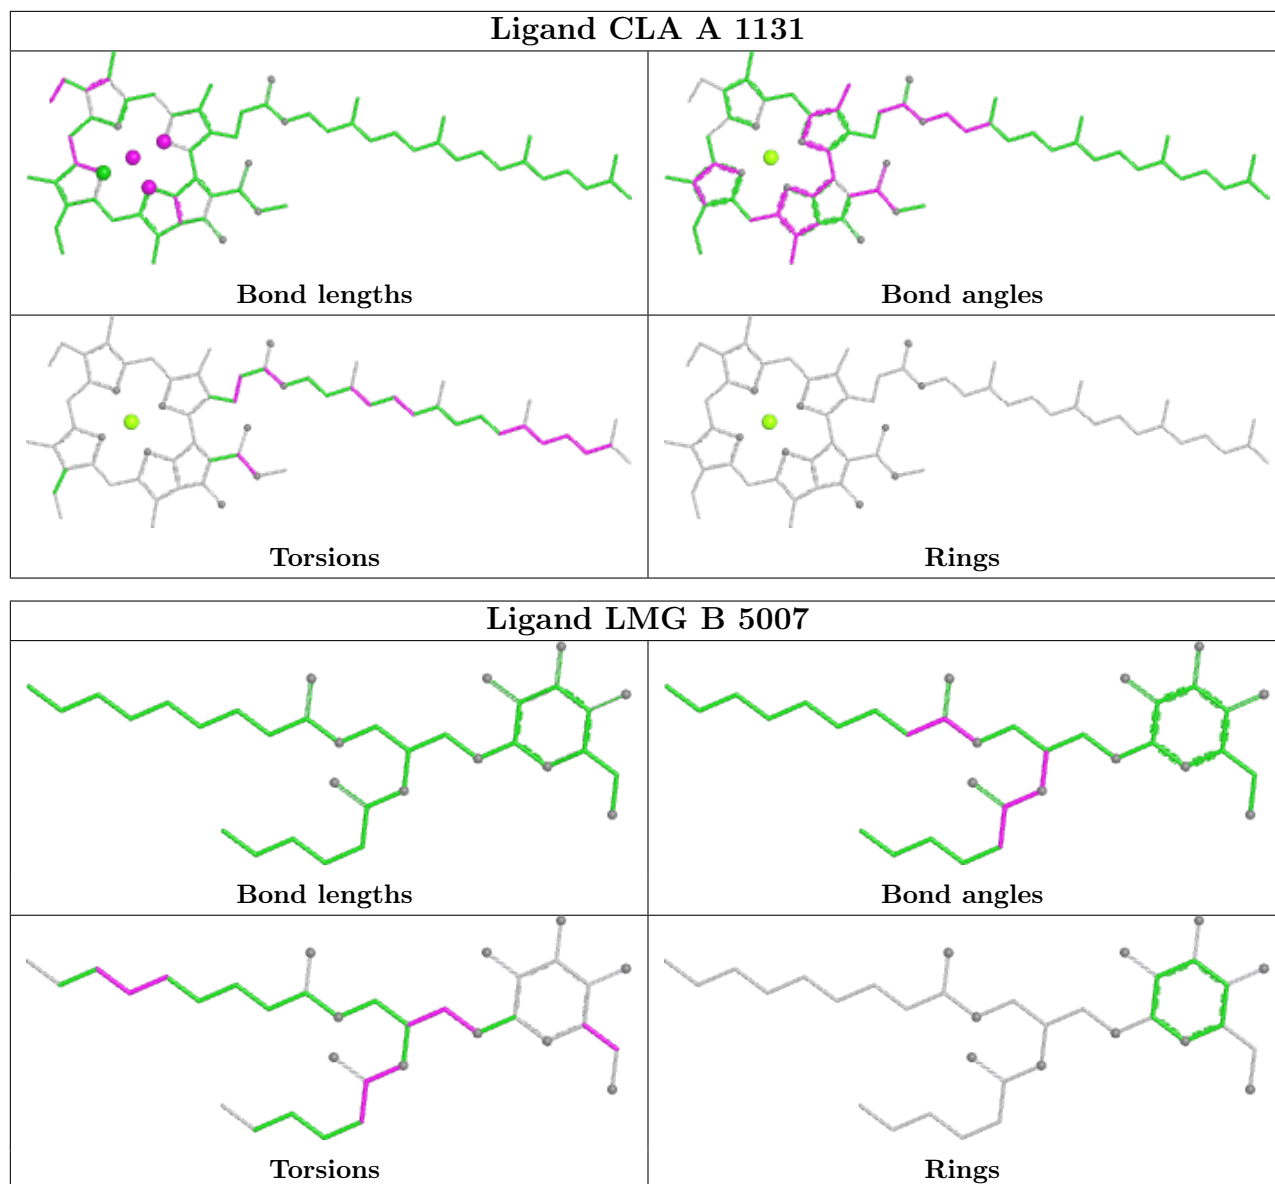 Ligand CLA A 1131
Bond lengths
Bond angles
Torsions
Rings
Ligand LMG B 5007
Bond lengths
Bond angles
Torsions
Rings